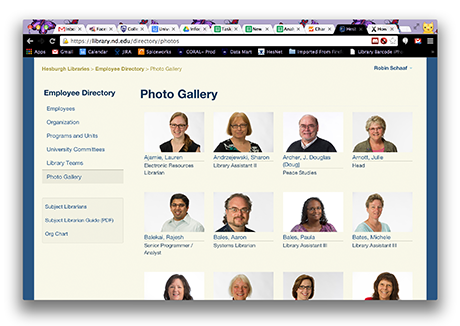 https://library.nd.edu/directory/photos
Apps
Gmail
Calendar
JIRA
Spiceworks
CORAL+ Prod
Data Mart
HesNet
Imported From Firef
Library Barcode
Hesburgh Libraries > Employee Directory > Photo Gallery
Robin Schaaf
Employee Directory
Employees
Organization
Programs and Units
University Committees
Library Teams
Photo Gallery
Subject Librarians
Subject Librarian Guide (PDF)
Org Chart
Photo Gallery
Ajamie, Lauren
Electronic Resources
Librarian
Andrzejewski, Sharon
Library Assistant II
Archer, J. Douglas
(Doug)
Peace Studies
Arnott, Julie
Head
Balekai, Rajesh
Senior Programmer /
Analyst
Bales, Aaron
Systems Librarian
Bales, Paula
Library Assistant III
Bates, Michele
Library Assistant III